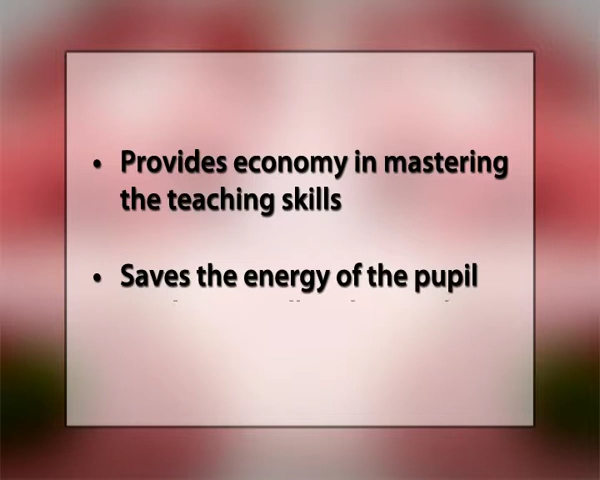 • Provides economy in mastering
the teaching skills
• Saves the energy of the pupil